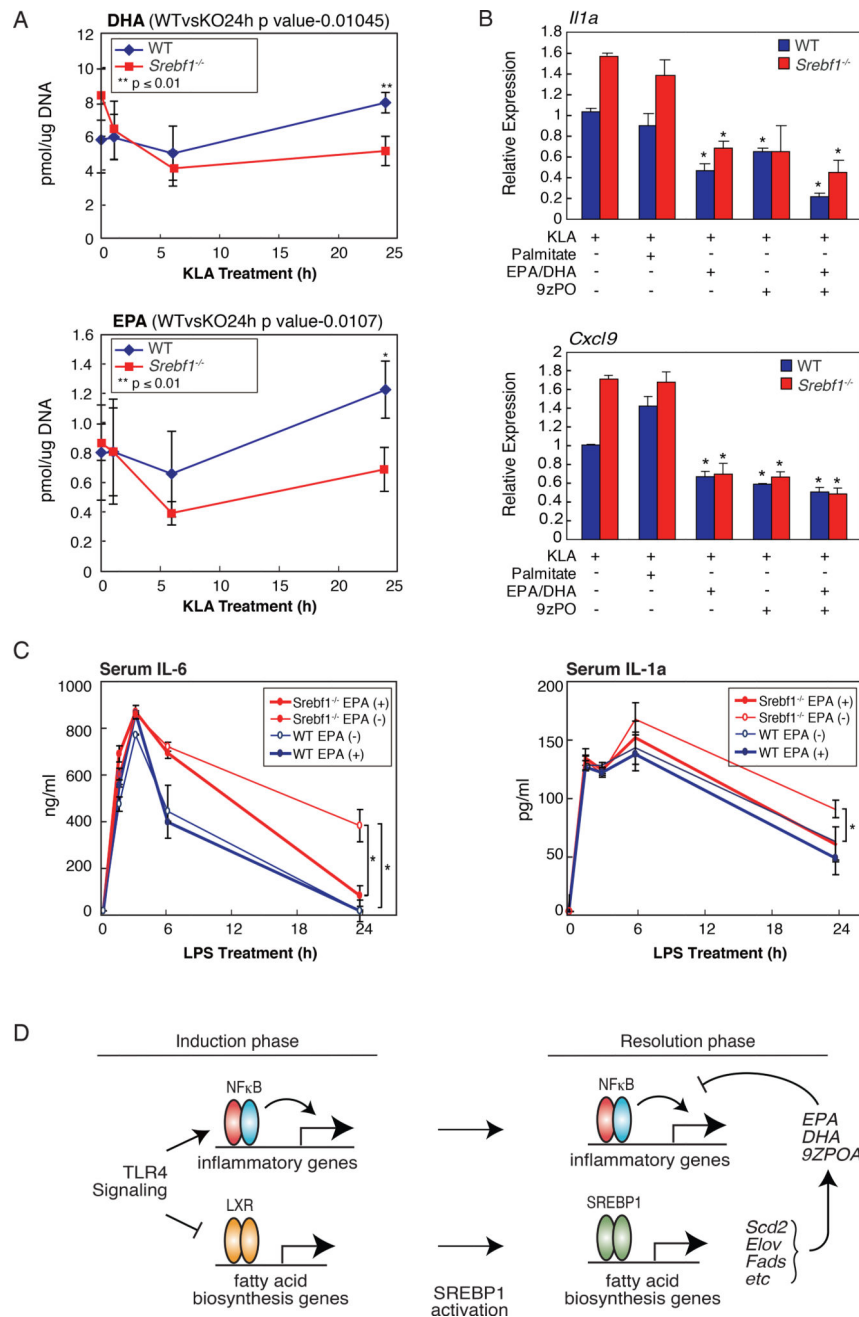 A
DHA (WTvsKO24h p value-0.01045)
WT
Srebf1-/-
** p ≤ 0.01
**
pmol/ug DNA
12
10
8
6
4
2
0
0 5 10 15 20 25
KLA Treatment (h)
EPA (WTvsKO24h p value-0.0107)
WT
Srebf1-/-
** p ≤ 0.01
*
pmol/ug DNA
1.6
1.4
1.2
1.0
0.8
0.6
0.4
0.2
0
0 5 10 15 20 25
KLA Treatment (h)
B
Il1a
WT
Srebf1-/-
Relative Expression
1.8
1.6
1.4
1.2
1
0.8
0.6
0.4
0.2
0
* * * * *
KLA + + + + +
Palmitate - + - - -
EPA/DHA - - + - +
9zPO - - - + +
Cxcl9
WT
Srebf1-/-
Relative Expression
2
1.8
1.6
1.4
1.2
1
0.8
0.6
0.4
0.2
0
* * * * * *
KLA + + + + +
Palmitate - + - - -
EPA/DHA - - + - +
9zPO - - - + +
C
Serum IL-6
Srebf1-/- EPA (+)
Srebf1-/- EPA (-)
WT EPA (-)
WT EPA (+)
ng/ml
1000
800
600
400
200
0
* *
0 6 12 18 24
LPS Treatment (h)
Serum IL-1a
Srebf1-/- EPA (+)
Srebf1-/- EPA (-)
WT EPA (-)
WT EPA (+)
pg/ml
200
150
100
50
0
*
0 6 12 18 24
LPS Treatment (h)
D
Induction phase
Resolution phase
NFκB
inflammatory genes
NFκB
inflammatory genes
EPA
DHA
9ZPOA
TLR4
Signaling
LXR
fatty acid
biosynthesis genes
SREBP1
activation
SREBP1
fatty acid
biosynthesis genes
Scd2
Elov
Fads
etc